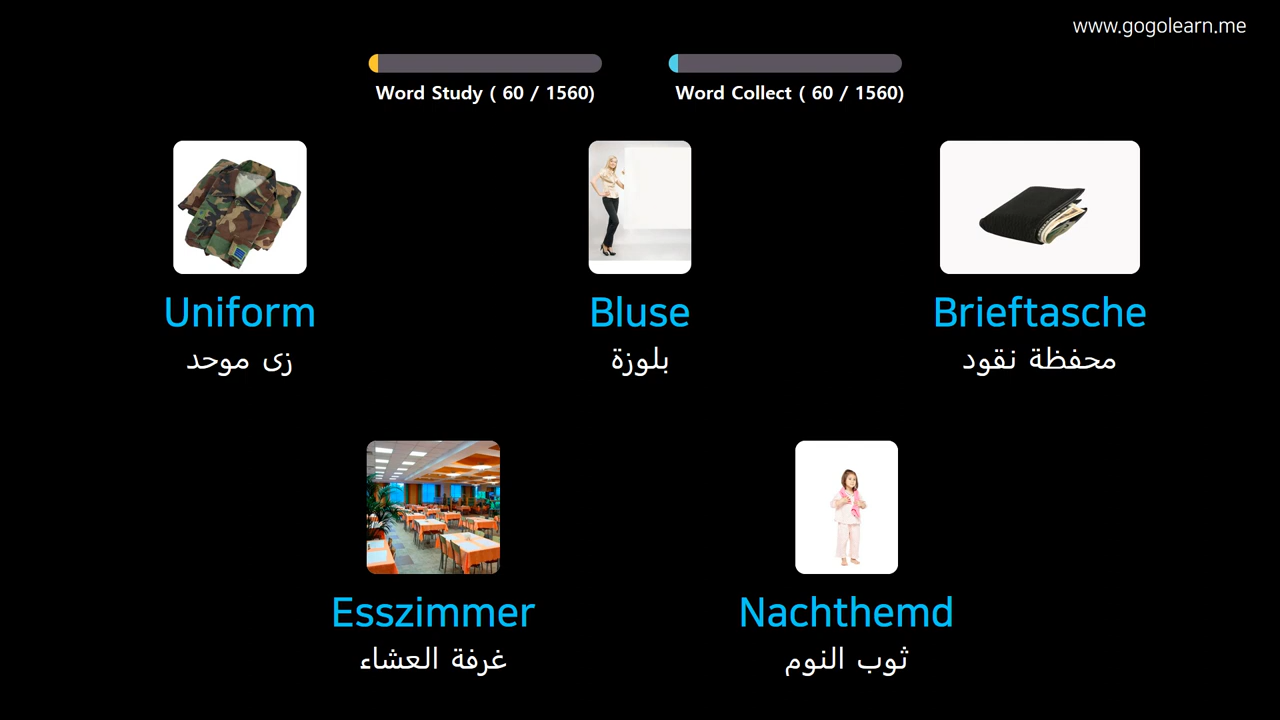 www.gogolearn.me
Word Study ( 60 / 1560)
Word Collect ( 60 / 1560)
Uniform
زى موحد
Bluse
بلوزة
Brieftasche
محفظة نقود
Esszimmer
غرفة العشاء
Nachthemd
ثوب النوم